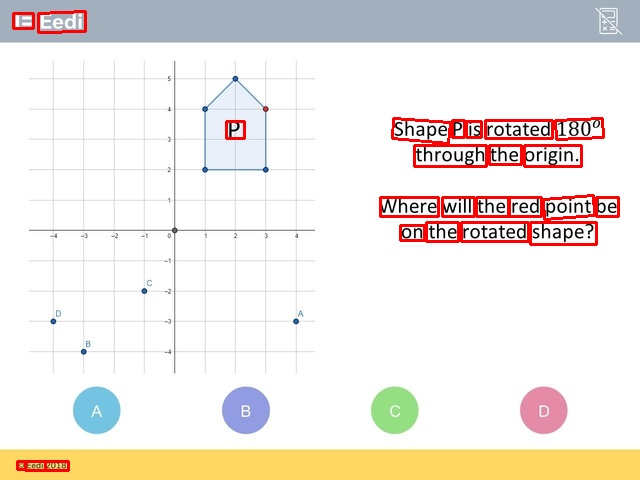 Eedi
Shape P is rotated 180°
through the origin.
Where will the red point be
on the rotated shape?
P
5
4
3
2
1
−4 −3 −2 −1 0 1 2 3 4
−1
−2
−3
−4
C
D
A
B
A B C D
© Eedi 2018